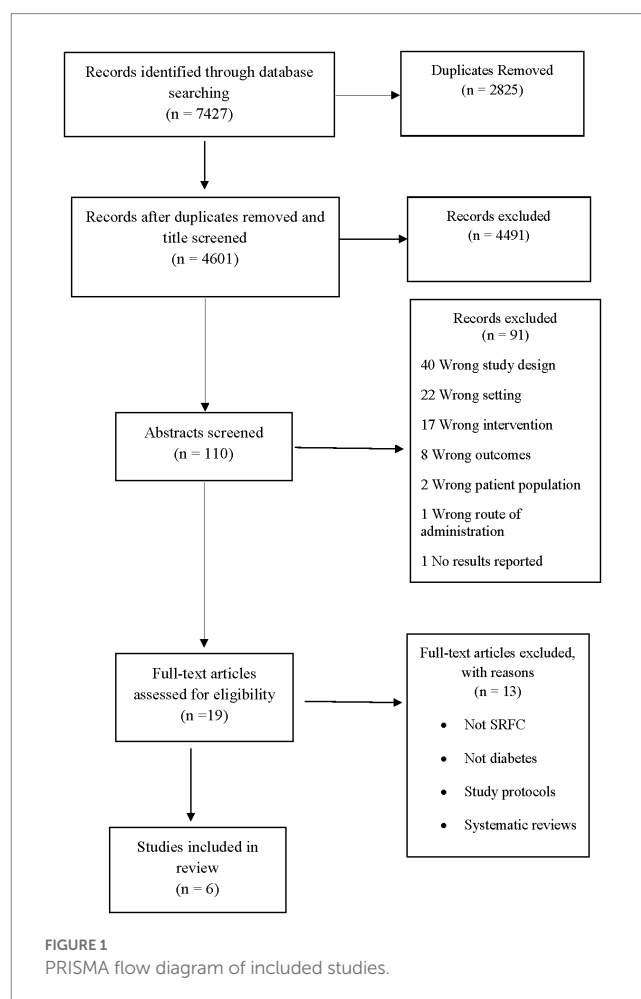 Records identified through database
searching
(n = 7427)
Duplicates Removed
(n = 2825)
Records after duplicates removed and
title screened
(n = 4601)
Records excluded
(n = 4491)
Records excluded
(n = 91)
40 Wrong study design
22 Wrong setting
17 Wrong intervention
8 Wrong outcomes
2 Wrong patient population
1 Wrong route of
administration
1 No results reported
Abstracts screened
(n = 110)
Full-text articles
assessed for eligibility
(n =19)
Full-text articles excluded,
with reasons
(n = 13)
• Not SRFC
• Not diabetes
• Study protocols
• Systematic reviews
Studies included in
review
(n = 6)
FIGURE 1
PRISMA flow diagram of included studies.